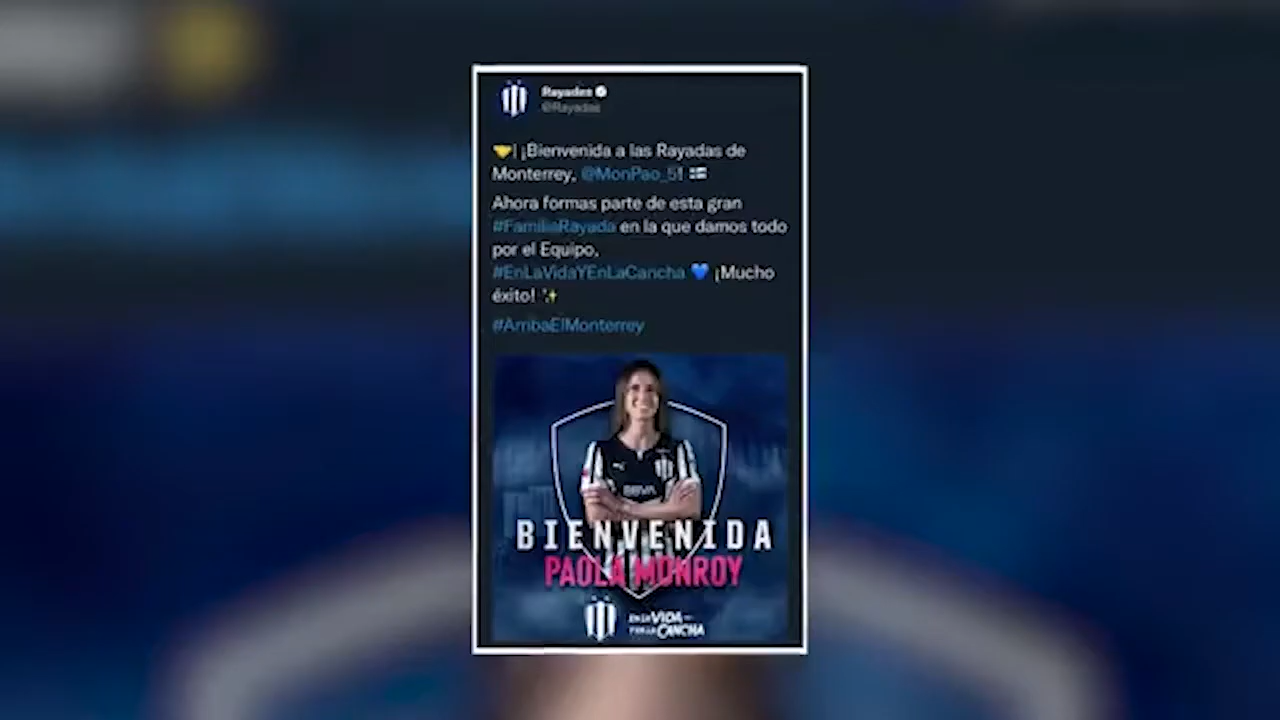 Rayadas
@Rayadas
| ¡Bienvenida a las Rayadas de
Monterrey, @MonPao_5!
Ahora formas parte de esta gran
#FamiliaRayada en la que damos todo
por el Equipo,
#EnLaVidaYEnLaCancha 💙 ¡Mucho
éxito! ✨
#ArribaElMonterrey
BBVA
BIENVENIDA
PAOLA MONROY
EN LA VIDA
Y EN LA CANCHA